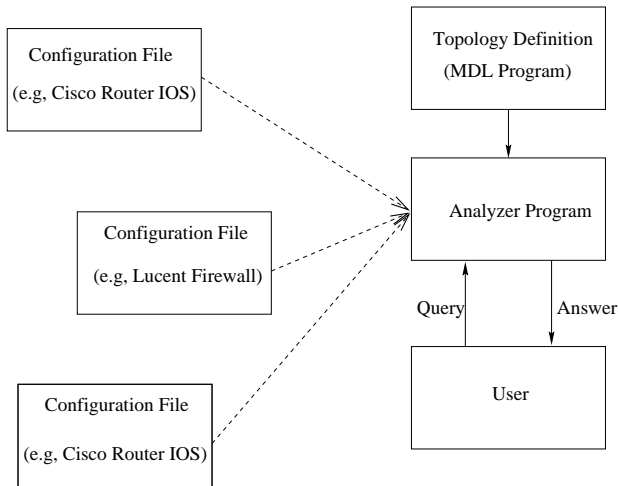 Configuration File
(e.g, Cisco Router IOS)
Topology Definition
(MDL Program)
Configuration File
(e.g, Lucent Firewall)
Analyzer Program
Query
Answer
Configuration File
(e.g, Cisco Router IOS)
User